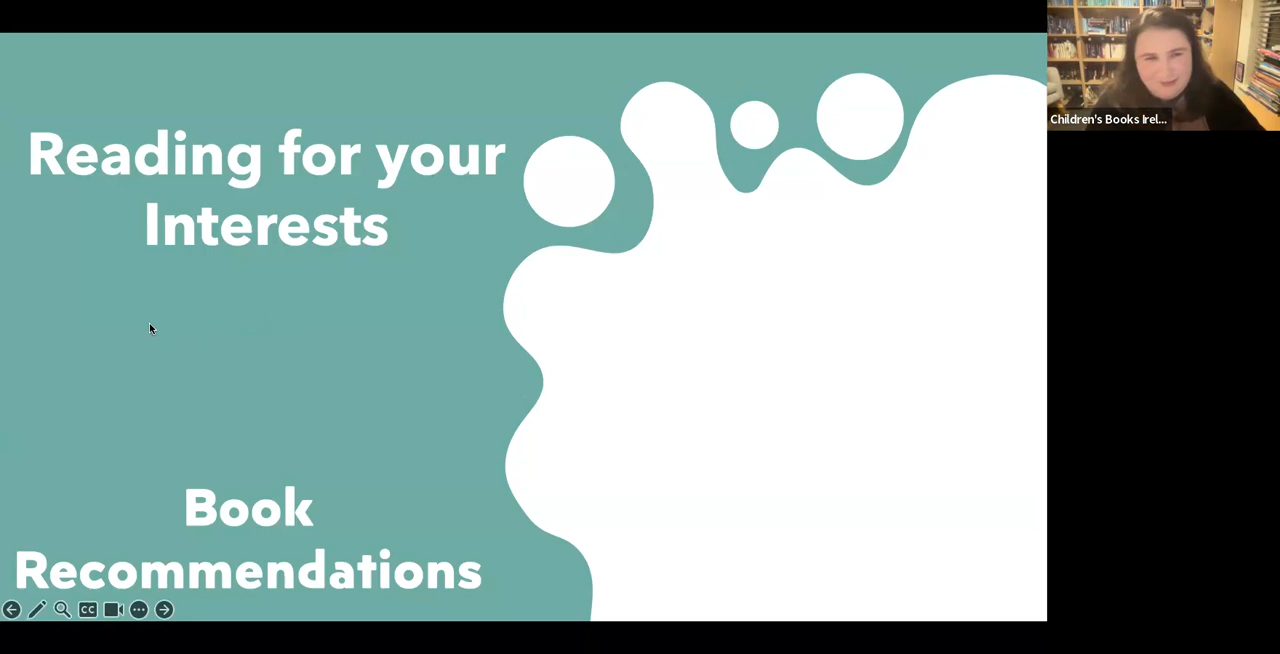 Reading for your
Interests
Book
Recommendations
CC
Children's Books Irel...